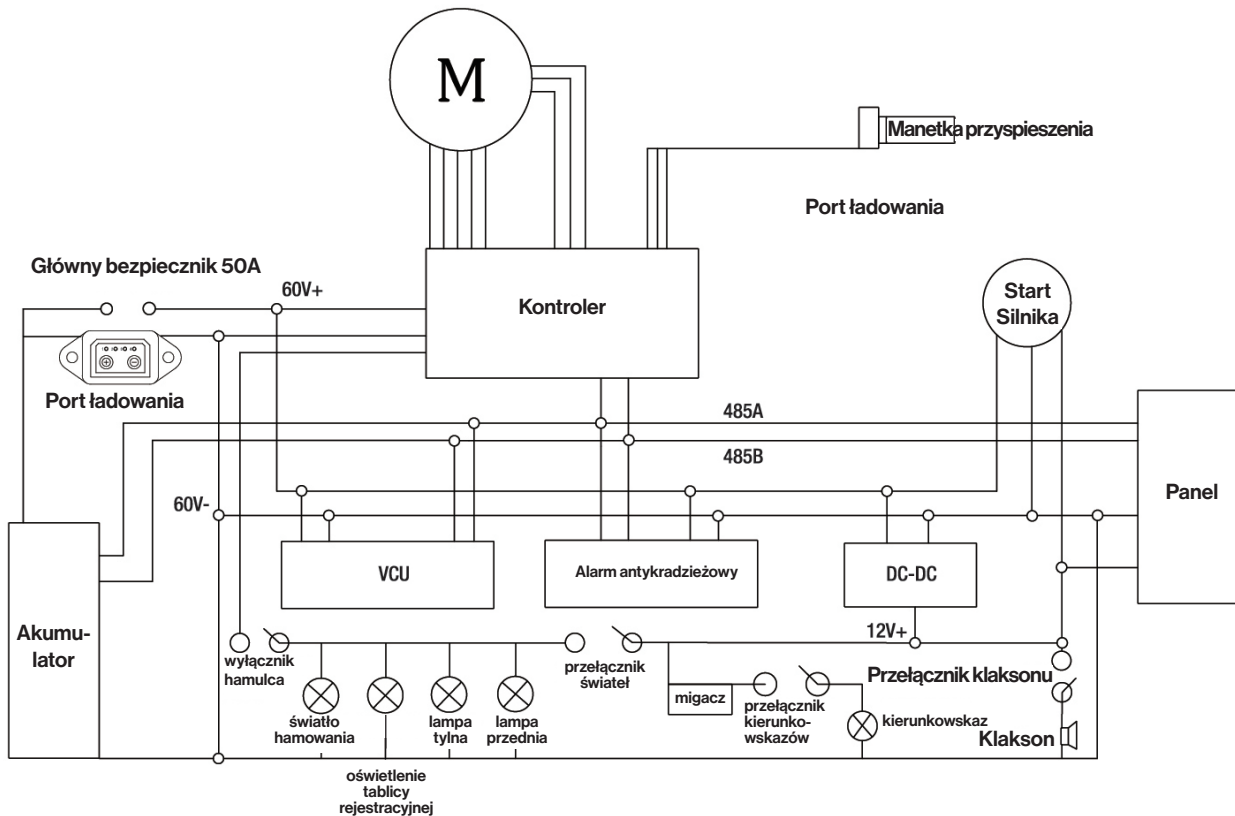 M
Manetka przyspieszenia
Port ładowania
Główny bezpiecznik 50A
60V+
Kontroler
Start
Silnika
Port ładowania
485A
485B
60V-
Panel
VCU
Alarm antykradzieżowy
DC-DC
Akumu-
lator
12V+
wyłącznik
hamulca
przełącznik
świateł
Przełącznik klaksonu
migacz
przełącznik
kierunko-
wskazów
kierunkowskaz
Klakson
światło
hamowania
lampa
tylna
lampa
przednia
oświetlenie
tablicy
rejestracyjnej